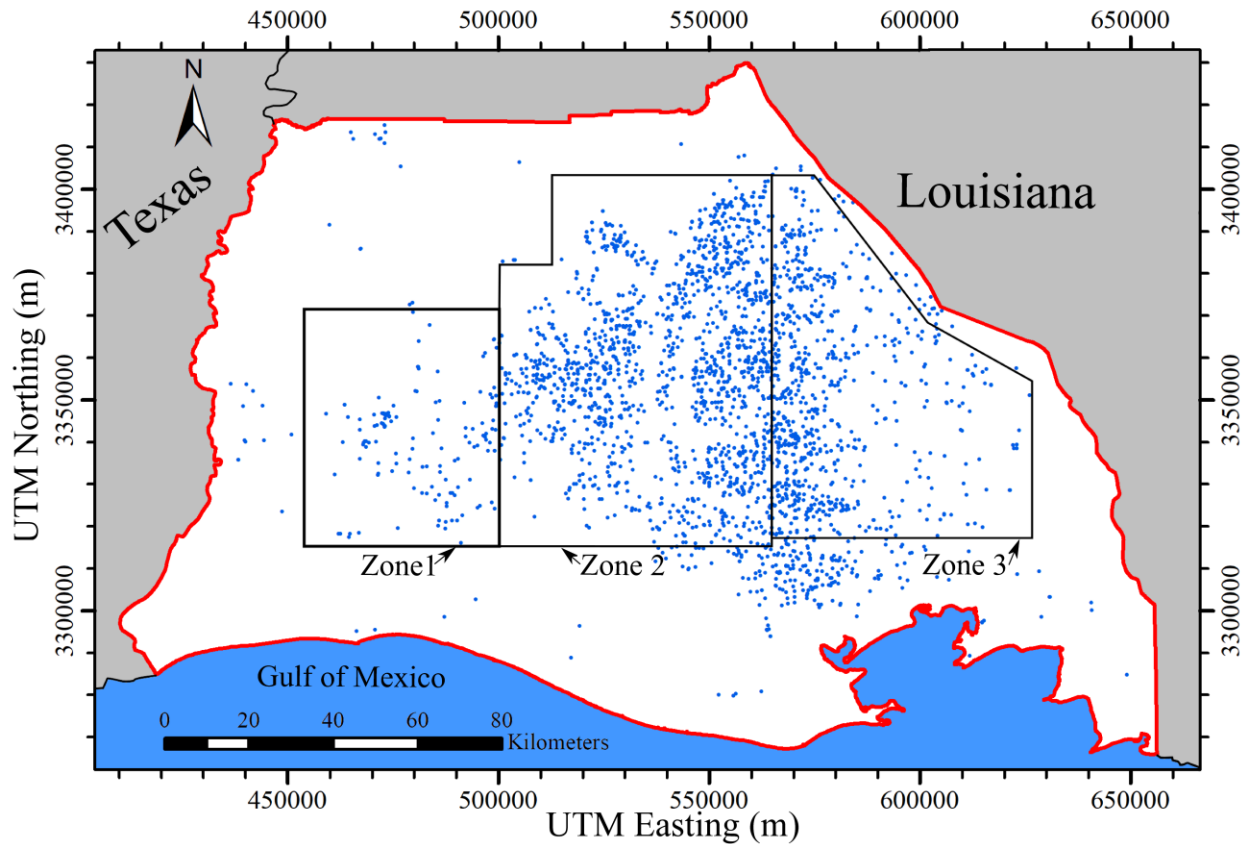 450000 500000 550000 600000 650000
N
Texas
Louisiana
UTM Northing (m)
3400000
3350000
3300000
3400000
3350000
3300000
Zone1
Zone 2
Zone 3
Gulf of Mexico
0 20 40 60 80
Kilometers
450000 500000 550000 600000 650000
UTM Easting (m)